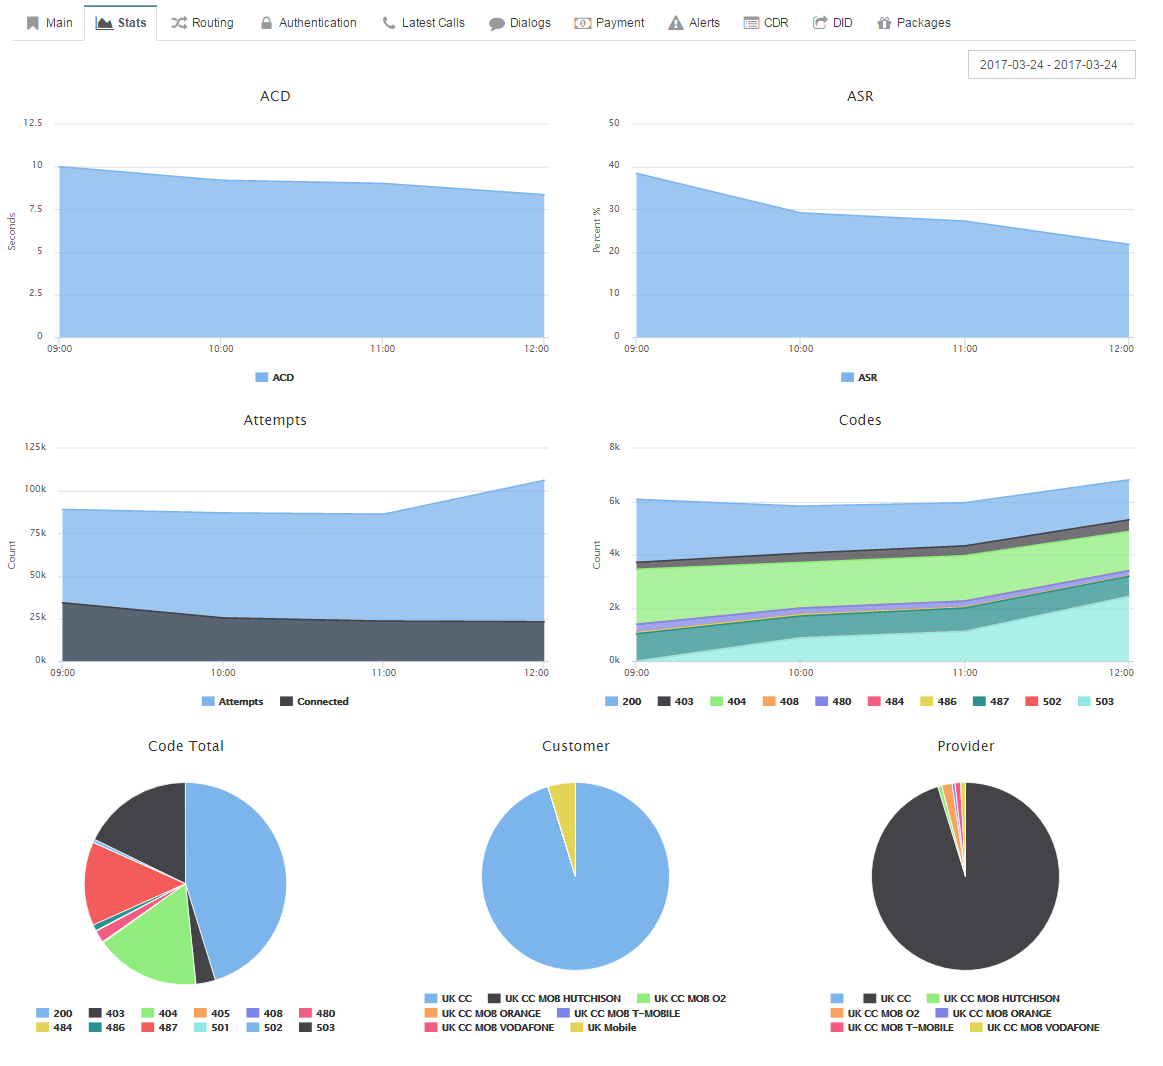 Main Stats Routing Authentication Latest Calls Dialogs Payment Alerts CDR DID Packages
2017-03-24 - 2017-03-24
ACD
12.5
10
7.5
5
2.5
0
Seconds
09:00 10:00 11:00 12:00
ACD
ASR
50
40
30
20
10
0
Percent %
09:00 10:00 11:00 12:00
ASR
Attempts
125k
100k
75k
50k
25k
0k
Count
09:00 10:00 11:00 12:00
Attempts Connected
Codes
8k
6k
4k
2k
0k
Count
09:00 10:00 11:00 12:00
200 403 404 408 480 484 486 487 502 503
Code Total
200 403 404 405 408 480
484 486 487 501 502 503
Customer
UK CC UK CC MOB HUTCHISON UK CC MOB O2
UK CC MOB ORANGE UK CC MOB T-MOBILE
UK CC MOB VODAFONE UK Mobile
Provider
UK CC UK CC MOB HUTCHISON
UK CC MOB O2 UK CC MOB ORANGE
UK CC MOB T-MOBILE UK CC MOB VODAFONE